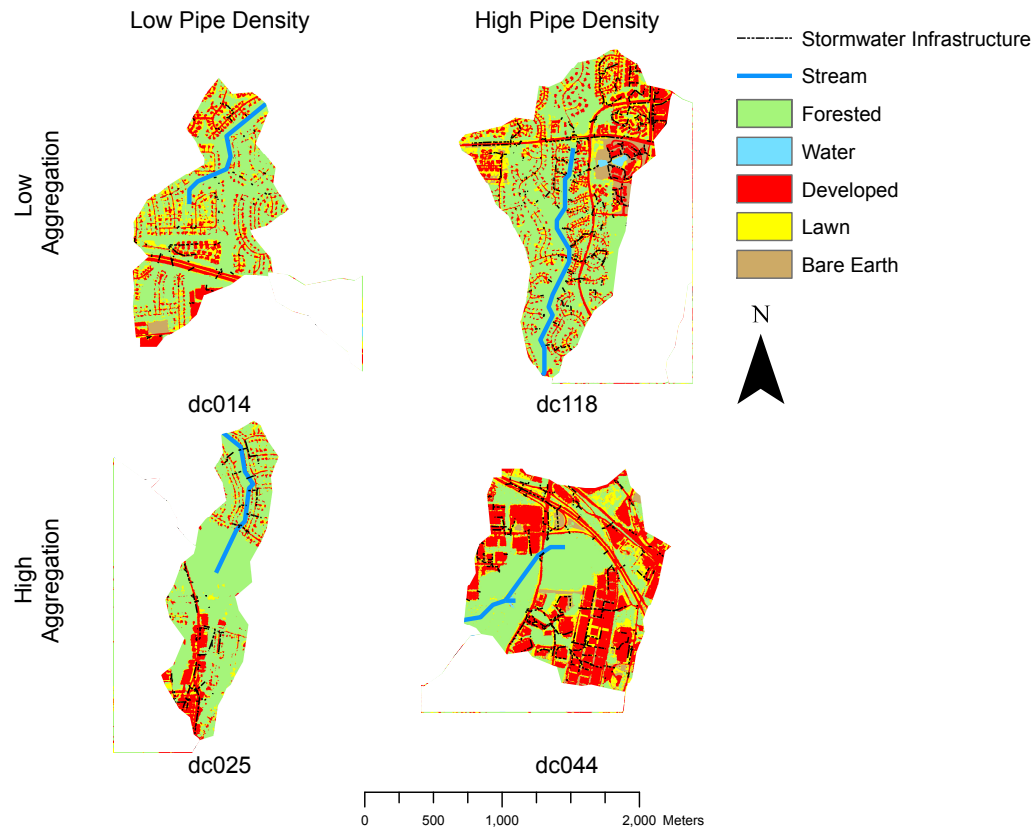 Low Pipe Density
High Pipe Density
Stormwater Infrastructure
Stream
Forested
Water
Developed
Lawn
Bare Earth
N
Low
Aggregation
dc014
dc118
High
Aggregation
dc025
dc044
0 500 1,000 2,000 Meters